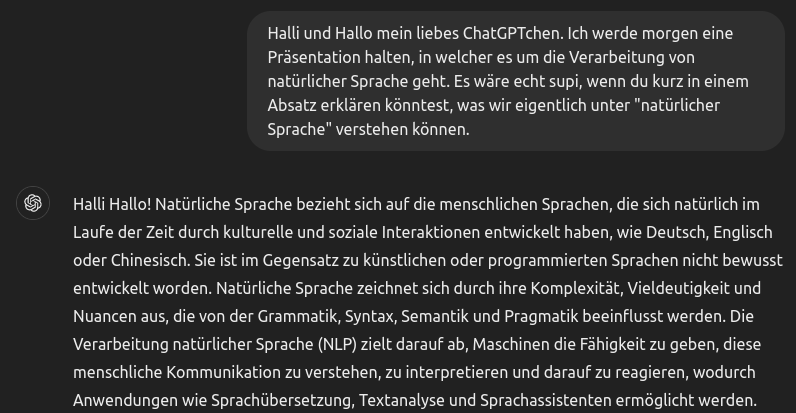 Halli und Hallo mein liebes ChatGPTchen. Ich werde morgen eine
Präsentation halten, in welcher es um die Verarbeitung von
natürlicher Sprache geht. Es wäre echt supi, wenn du kurz in einem
Absatz erklären könntest, was wir eigentlich unter "natürlicher
Sprache" verstehen können.
Halli Hallo! Natürliche Sprache bezieht sich auf die menschlichen Sprachen, die sich natürlich im
Laufe der Zeit durch kulturelle und soziale Interaktionen entwickelt haben, wie Deutsch, Englisch
oder Chinesisch. Sie ist im Gegensatz zu künstlichen oder programmierten Sprachen nicht bewusst
entwickelt worden. Natürliche Sprache zeichnet sich durch ihre Komplexität, Vieldeutigkeit und
Nuancen aus, die von der Grammatik, Syntax, Semantik und Pragmatik beeinflusst werden. Die
Verarbeitung natürlicher Sprache (NLP) zielt darauf ab, Maschinen die Fähigkeit zu geben, diese
menschliche Kommunikation zu verstehen, zu interpretieren und darauf zu reagieren, wodurch
Anwendungen wie Sprachübersetzung, Textanalyse und Sprachassistenten ermöglicht werden.